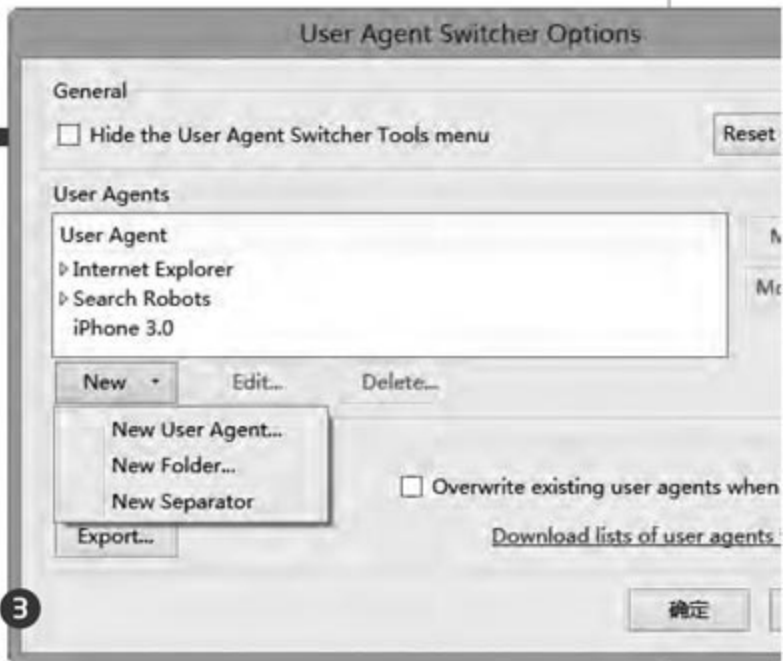 User Agent Switcher Options
General
Hide the User Agent Switcher Tools menu
Reset
User Agents
User Agent
Internet Explorer
Search Robots
iPhone 3.0
New Edit... Delete...
New User Agent...
New Folder...
New Separator
Overwrite existing user agents when
Export...
Download lists of user agents
确定
3